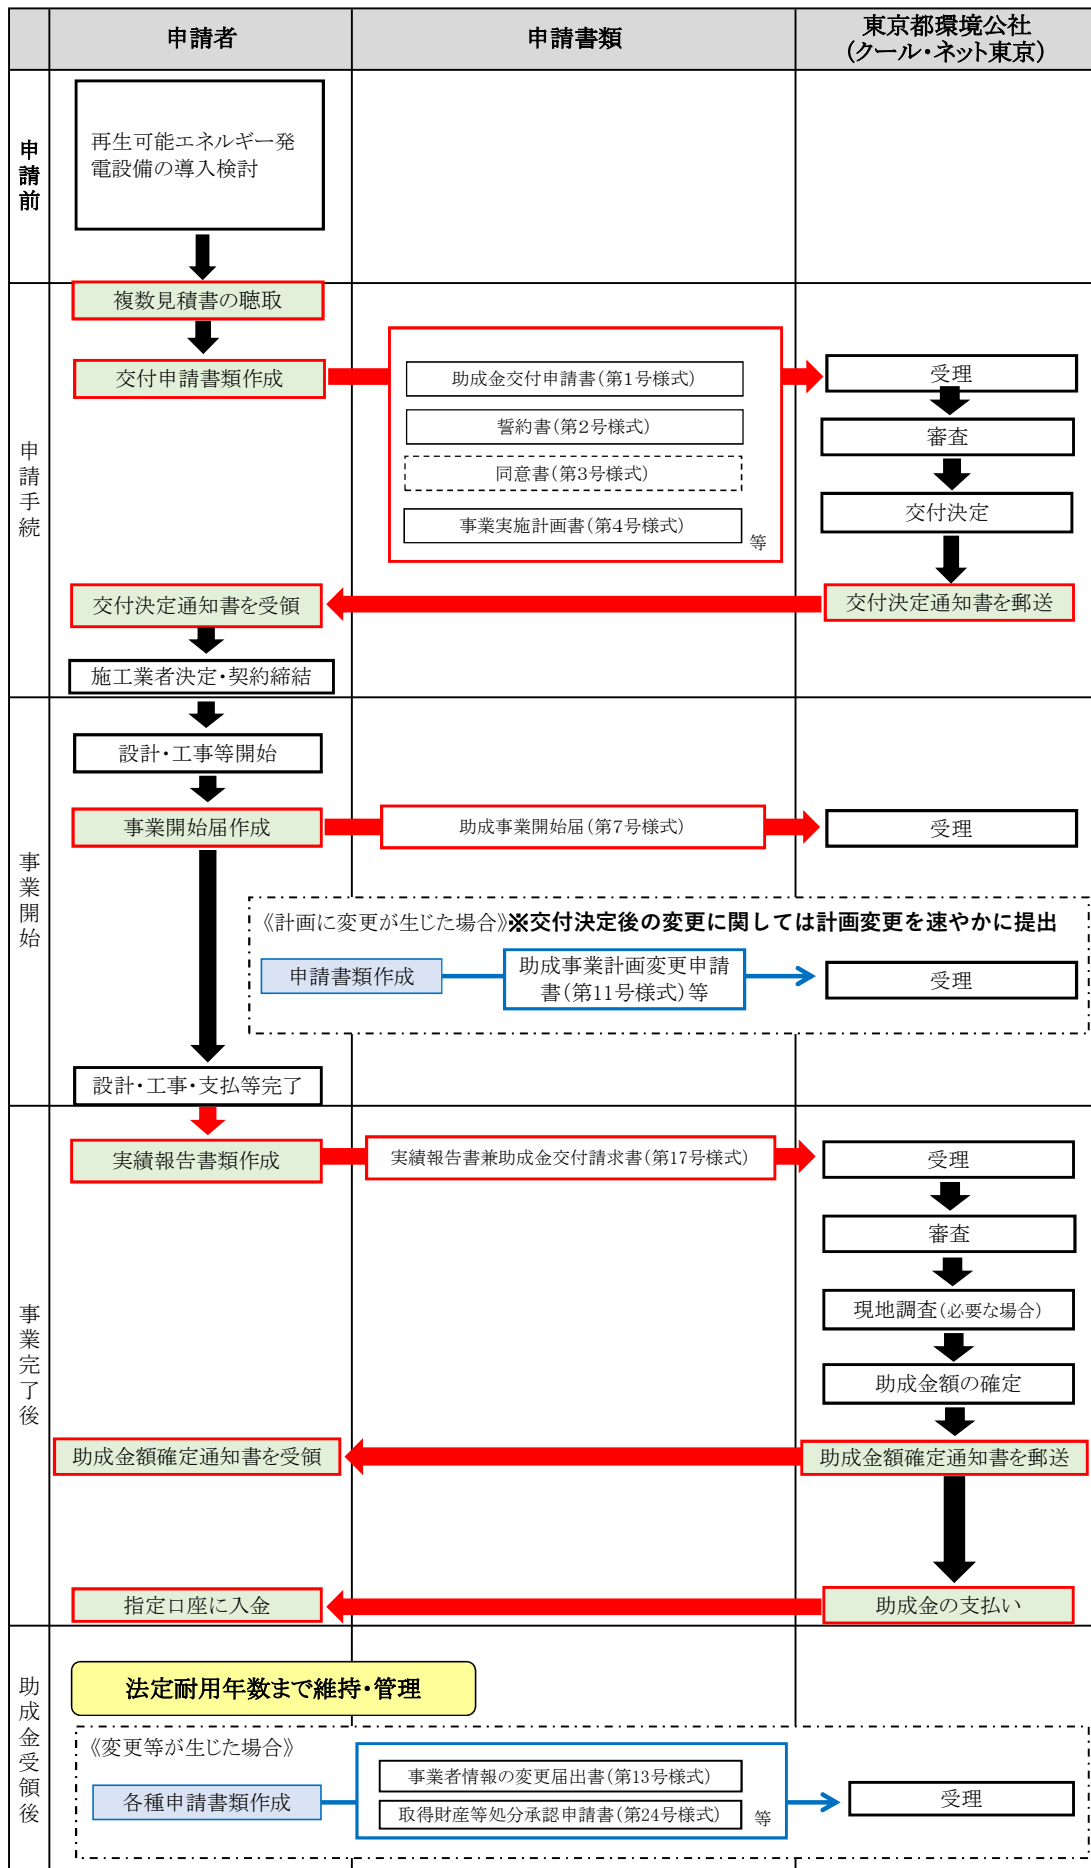 申請者
申請書類
東京都環境公社
(クール・ネット東京)
申請前
再生可能エネルギー発
電設備の導入検討
申請手続
複数見積書の聴取
交付申請書類作成
助成金交付申請書(第1号様式)
誓約書(第2号様式)
同意書(第3号様式)
事業実施計画書(第4号様式)
等
受理
審査
交付決定
交付決定通知書を郵送
交付決定通知書を受領
施工業者決定・契約締結
事業開始
設計・工事等開始
事業開始届作成
助成事業開始届(第7号様式)
受理
《計画に変更が生じた場合》※交付決定後の変更に関しては計画変更を速やかに提出
申請書類作成
助成事業計画変更申請
書(第11号様式)等
受理
設計・工事・支払等完了
事業完了後
実績報告書類作成
実績報告書兼助成金交付請求書(第17号様式)
受理
審査
現地調査(必要な場合)
助成金額の確定
助成金額確定通知書を郵送
助成金額確定通知書を受領
助成金の支払い
指定口座に入金
助成金受領後
法定耐用年数まで維持・管理
《変更等が生じた場合》
各種申請書類作成
事業者情報の変更届出書(第13号様式)
取得財産等処分承認申請書(第24号様式)
等
受理